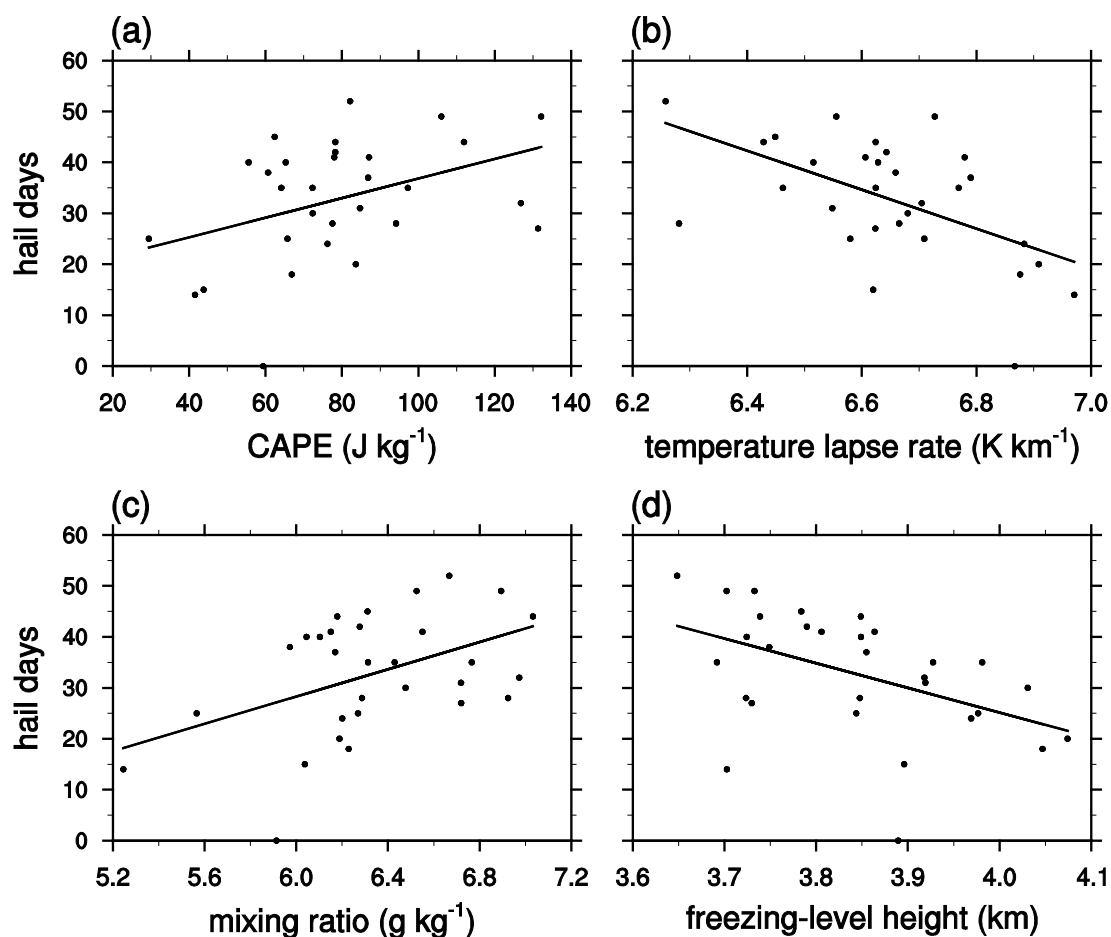 (a)
(b)
60
50
40
30
20
10
0
hail days
20 40 60 80 100 120 140
6.2 6.4 6.6 6.8 7.0
CAPE (J kg⁻¹)
temperature lapse rate (K km⁻¹)
(c)
(d)
60
50
40
30
20
10
0
hail days
5.2 5.6 6.0 6.4 6.8 7.2
3.6 3.7 3.8 3.9 4.0 4.1
mixing ratio (g kg⁻¹)
freezing-level height (km)